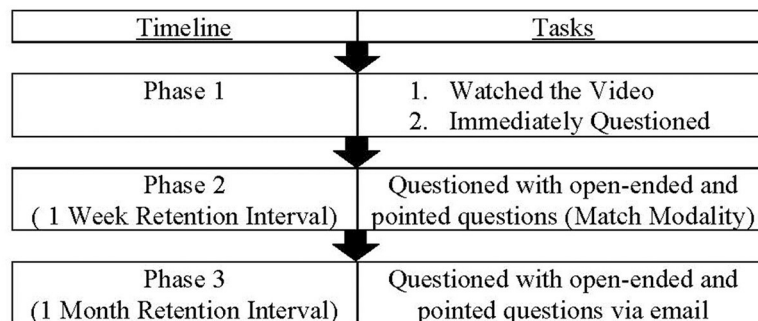 Timeline Tasks
Phase 1
1. Watched the Video
2. Immediately Questioned
Phase 2
( 1 Week Retention Interval)
Questioned with open-ended and
pointed questions (Match Modality)
Phase 3
(1 Month Retention Interval)
Questioned with open-ended and
pointed questions via email